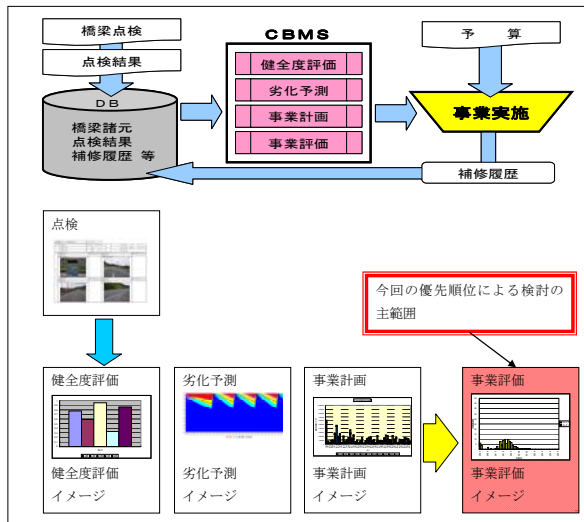 橋梁点検
点検結果
DB
橋梁諸元
点検結果
補修履歴 等
CBMS
健全度評価
劣化予測
事業計画
事業評価
予 算
事業実施
補修履歴
点検
今回の優先順位による検討の
主範囲
健全度評価
健全度評価
イメージ
劣化予測
劣化予測
イメージ
事業計画
事業計画
イメージ
事業評価
事業評価
イメージ